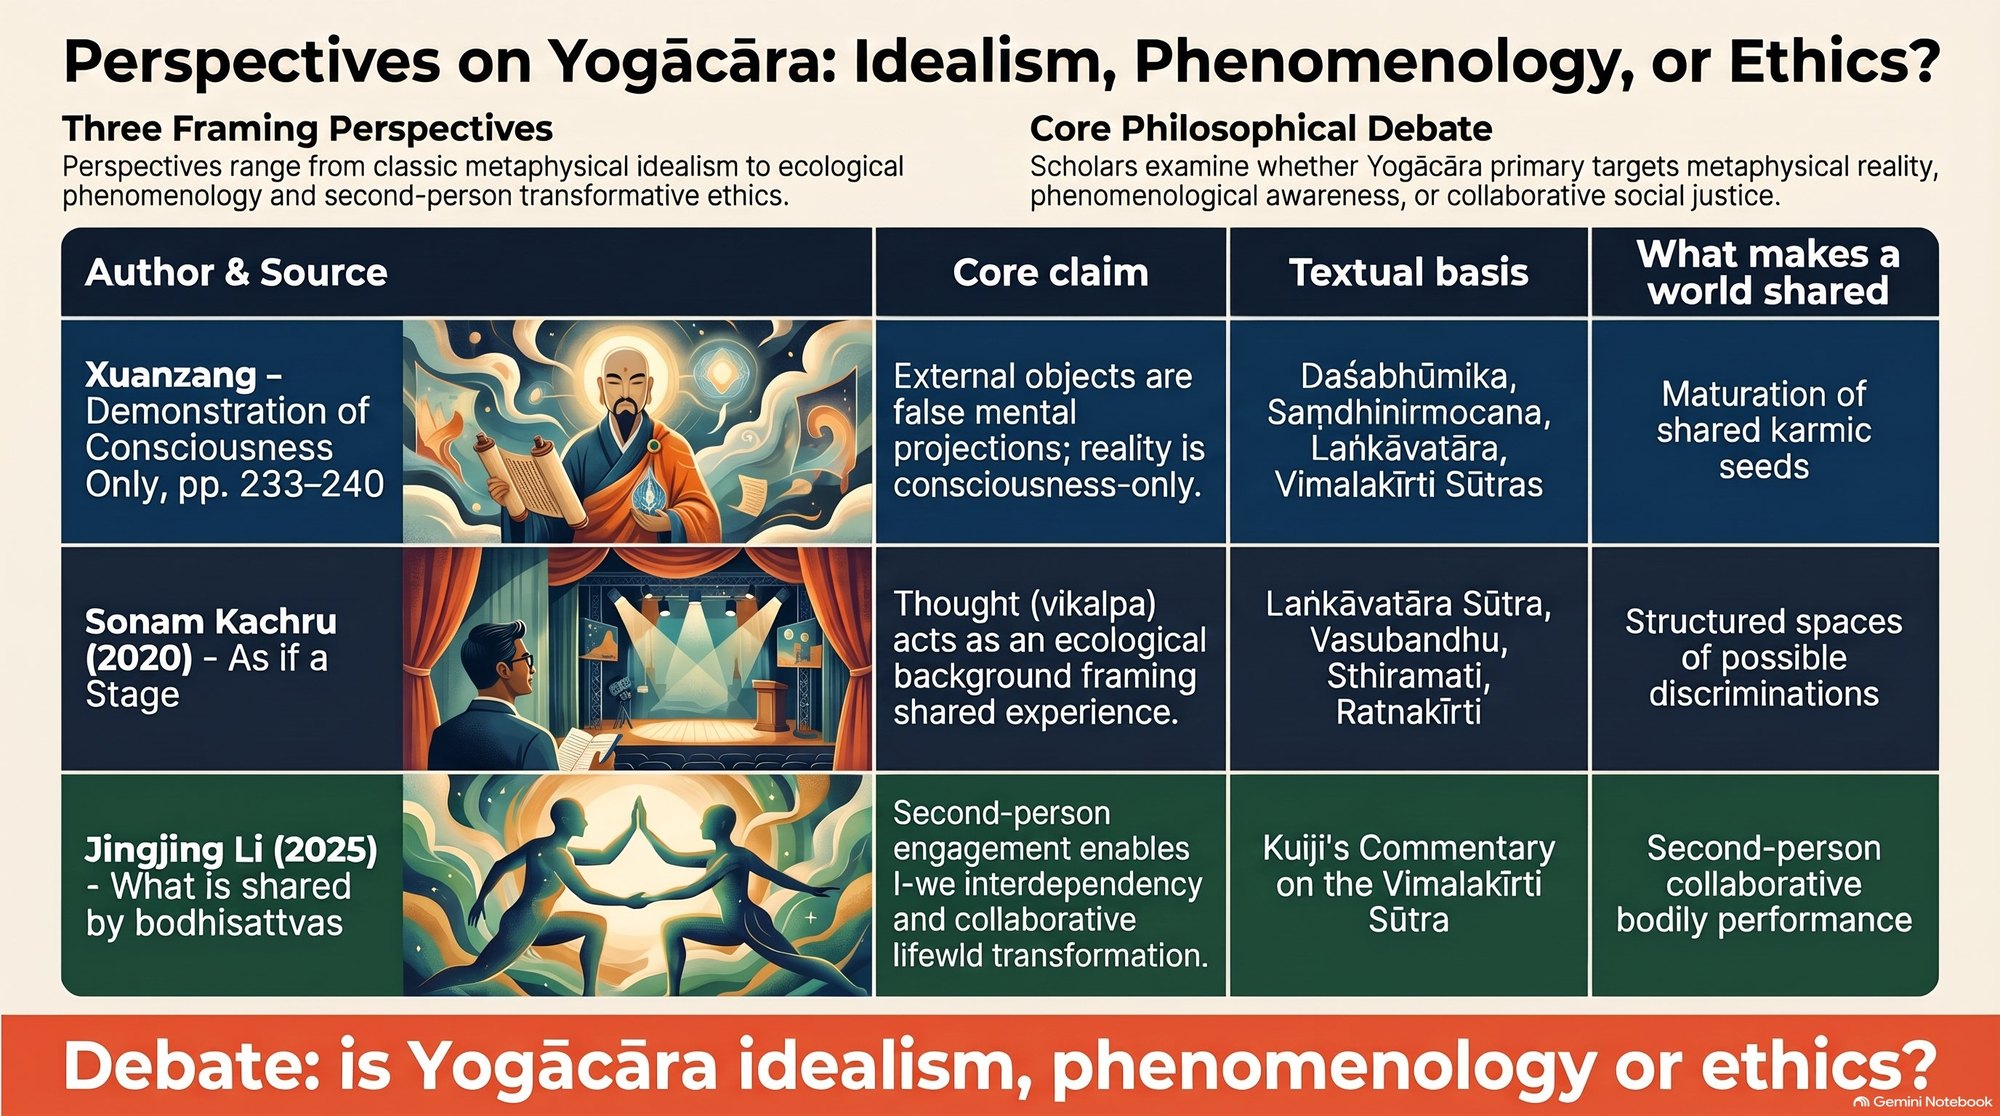 Perspectives on Yogācāra: Idealism, Phenomenology, or Ethics?
Three Framing Perspectives
Perspectives range from classic metaphysical idealism to ecological
phenomenology and second-person transformative ethics.
Core Philosophical Debate
Scholars examine whether Yogācāra primary targets metaphysical reality,
phenomenological awareness, or collaborative social justice.
Author & Source
Core claim
Textual basis
What makes a
world shared
Xuanzang –
Demonstration of
Consciousness
Only, pp. 233–240
External objects are
false mental
projections; reality is
consciousness-only.
Daśabhūmika,
Saṃdhinirmocana,
Laṅkāvatāra,
Vimalakīrti Sūtras
Maturation of
shared karmic
seeds
Sonam Kachru
(2020) - As if a
Stage
Thought (vikalpa)
acts as an ecological
background framing
shared experience.
Laṅkāvatāra Sūtra,
Vasubandhu,
Sthiramati,
Ratnakīrti
Structured spaces
of possible
discriminations
Jingjing Li (2025)
- What is shared
by bodhisattvas
Second-person
engagement enables
I-we interdependency
and collaborative
lifewld transformation.
Kuiji's Commentary
on the Vimalakīrti
Sūtra
Second-person
collaborative
bodily performance
Debate: is Yogācāra idealism, phenomenology or ethics?
Gemini Notebook